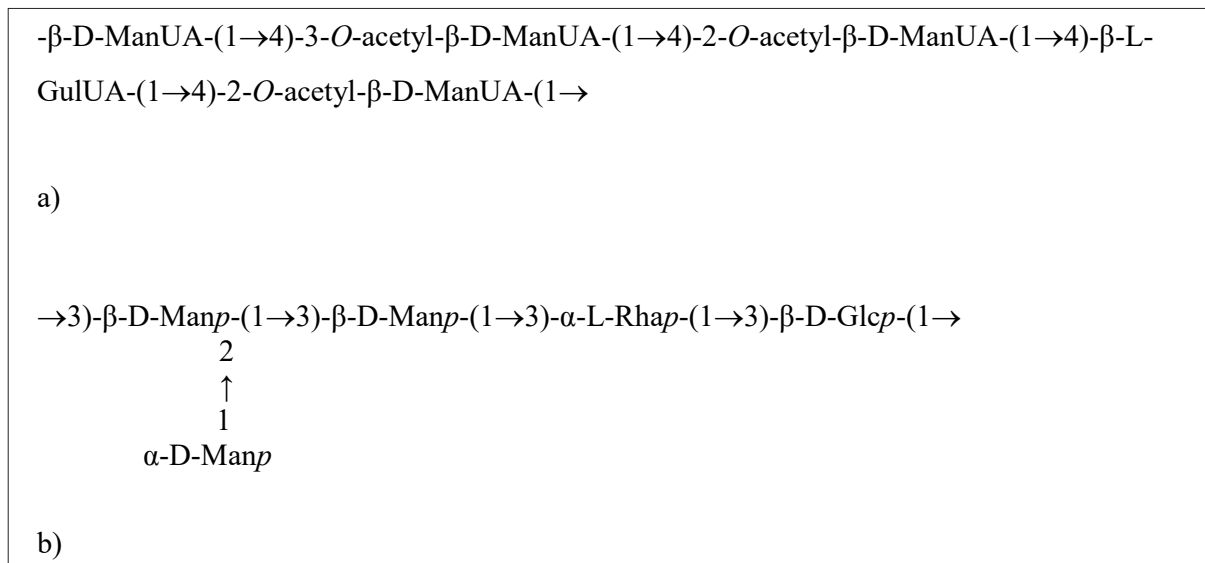 -β-D-ManUA-(1→4)-3-O-acetyl-β-D-ManUA-(1→4)-2-O-acetyl-β-D-ManUA-(1→4)-β-L-
GulUA-(1→4)-2-O-acetyl-β-D-ManUA-(1→
a)
→3)-β-D-Manp-(1→3)-β-D-Manp-(1→3)-α-L-Rhap-(1→3)-β-D-Glcp-(1→
2
↑
1
α-D-Manp
b)